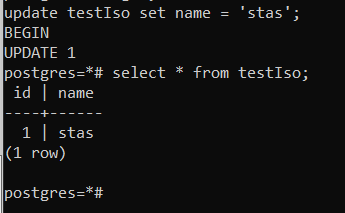 update testIso set name = 'stas';
BEGIN
UPDATE 1
postgres=*# select * from testIso;
 id | name
----+------
  1 | stas
(1 row)

postgres=*#